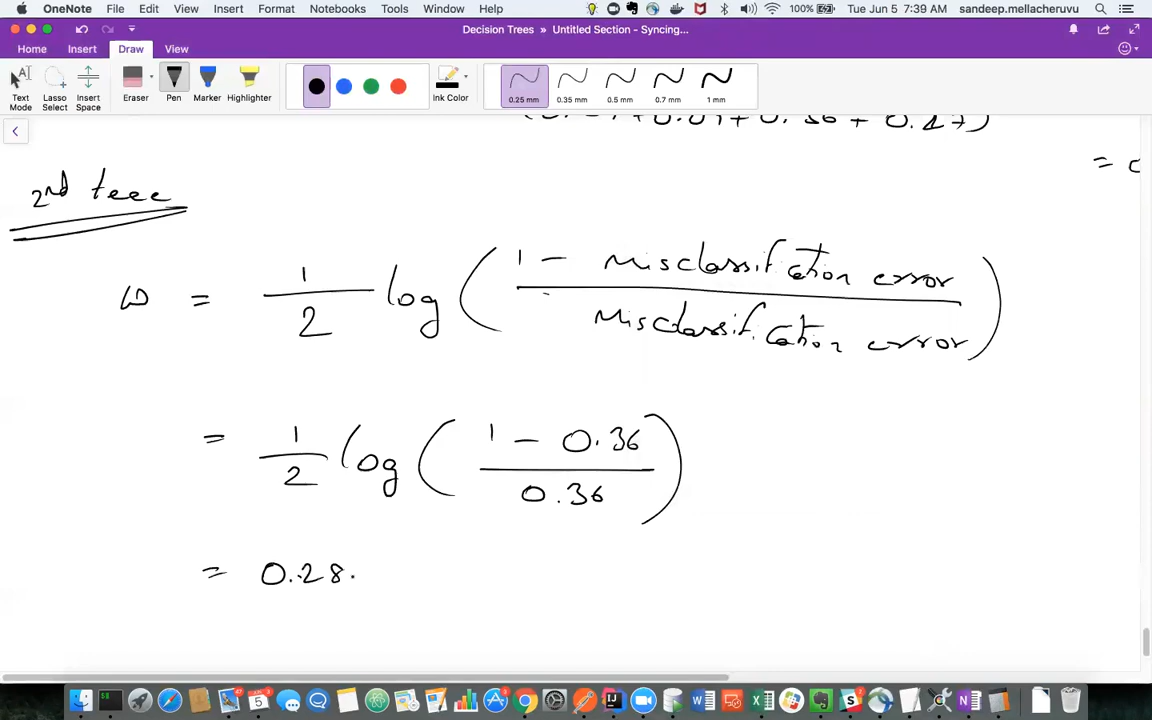 OneNote File Edit View Insert Format Notebooks Tools Window Help 100% Tue Jun 5 7:39 AM sandeep.mellacheruvu
Decision Trees » Untitled Section - Syncing...
Home Insert Draw View
Text Mode Lasso Select Insert Space Eraser Pen Marker Highlighter Ink Color 0.25 mm 0.35 mm 0.5 mm 0.7 mm 1 mm
2nd tree
ω = 1/2 log ( 1 - Misclassification error / Misclassification error )
= 1/2 log ( 1 - 0.36 / 0.36 )
= 0.28.